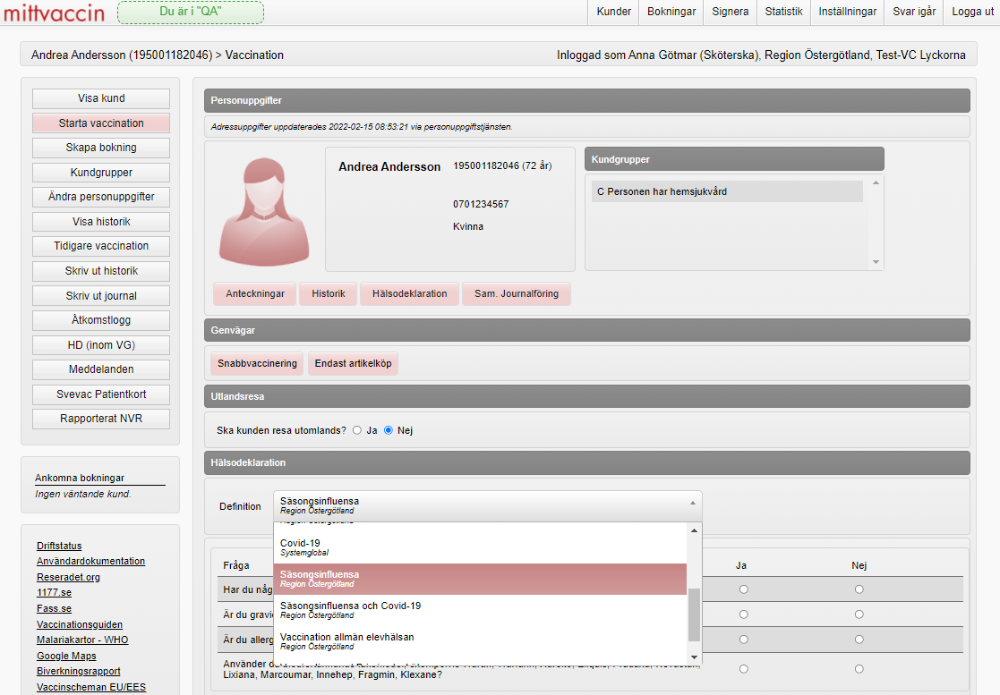 mittvaccin
Du är i "QA"
Kunder
Bokningar
Signera
Statistik
Inställningar
Svar igår
Logga ut
Andrea Andersson (195001182046) > Vaccination
Inloggad som Anna Götmar (Sköterska), Region Östergötland, Test-VC Lyckorna
Visa kund
Starta vaccination
Skapa bokning
Kundgrupper
Ändra personuppgifter
Visa historik
Tidigare vaccination
Skriv ut historik
Skriv ut journal
Åtkomstlogg
HD (inom VG)
Meddelanden
Svevac Patientkort
Rapporterat NVR
Ankomna bokningar
Ingen väntande kund.
Driftstatus
Användardokumentation
Reseradet.org
1177.se
Fass.se
Vaccinationsguiden
Malariakartor - WHO
Google Maps
Biverkningsrapport
Vaccinscheman EU/EES
Personuppgifter
Adressuppgifter uppdaterades 2022-02-15 08:53:21 via personuppgiftstjänsten.
Andrea Andersson
195001182046 (72 år)
0701234567
Kvinna
Kundgrupper
C Personen har hemsjukvård
Anteckningar
Historik
Hälsodeklaration
Sam. Journalföring
Genvägar
Snabbvaccinering
Endast artikelköp
Utlandsresa
Ska kunden resa utomlands?
Ja
Nej
Hälsodeklaration
Definition
Säsongsinfluensa
Region Östergötland
Region Östergötland
Covid-19
Systemglobal
Säsongsinfluensa
Region Östergötland
Säsongsinfluensa och Covid-19
Region Östergötland
Vaccination allmän elevhälsan
Region Östergötland
Fråga
Ja
Nej
Har du någ
Är du gravi
Är du allerg
Använder d
Lixiana, Marcoumar, Innehep, Fragmin, Klexane?